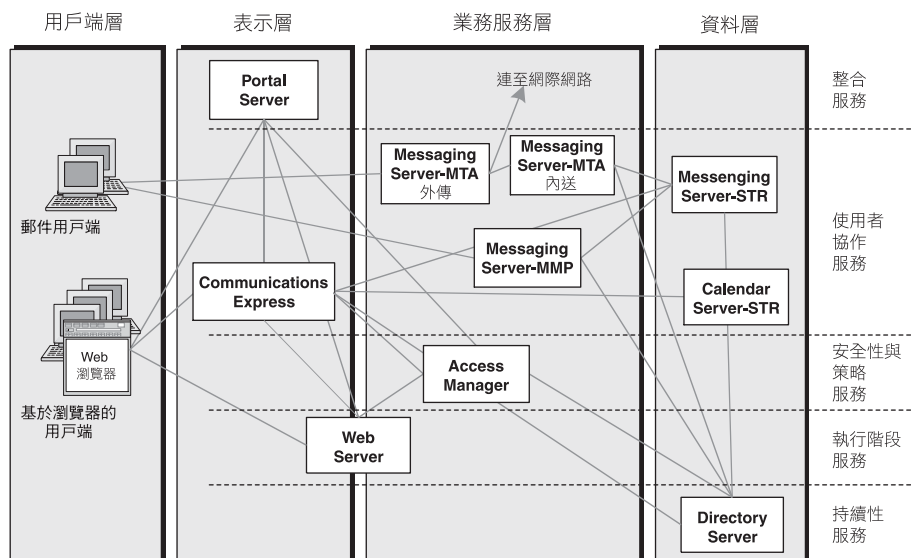 用戶端層
表示層
業務服務層
資料層
Portal
Server
連至網際網路
整合
服務
Messaging
Server-MTA
外傳
Messaging
Server-MTA
內送
Messenging
Server-STR
郵件用戶端
使用者
協作
服務
Messaging
Server-MMP
Communications
Express
Calendar
Server-STR
Web
瀏覽器
基於瀏覽器的
用戶端
Access
Manager
安全性與
策略
服務
Web
Server
執行階段
服務
Directory
Server
持續性
服務